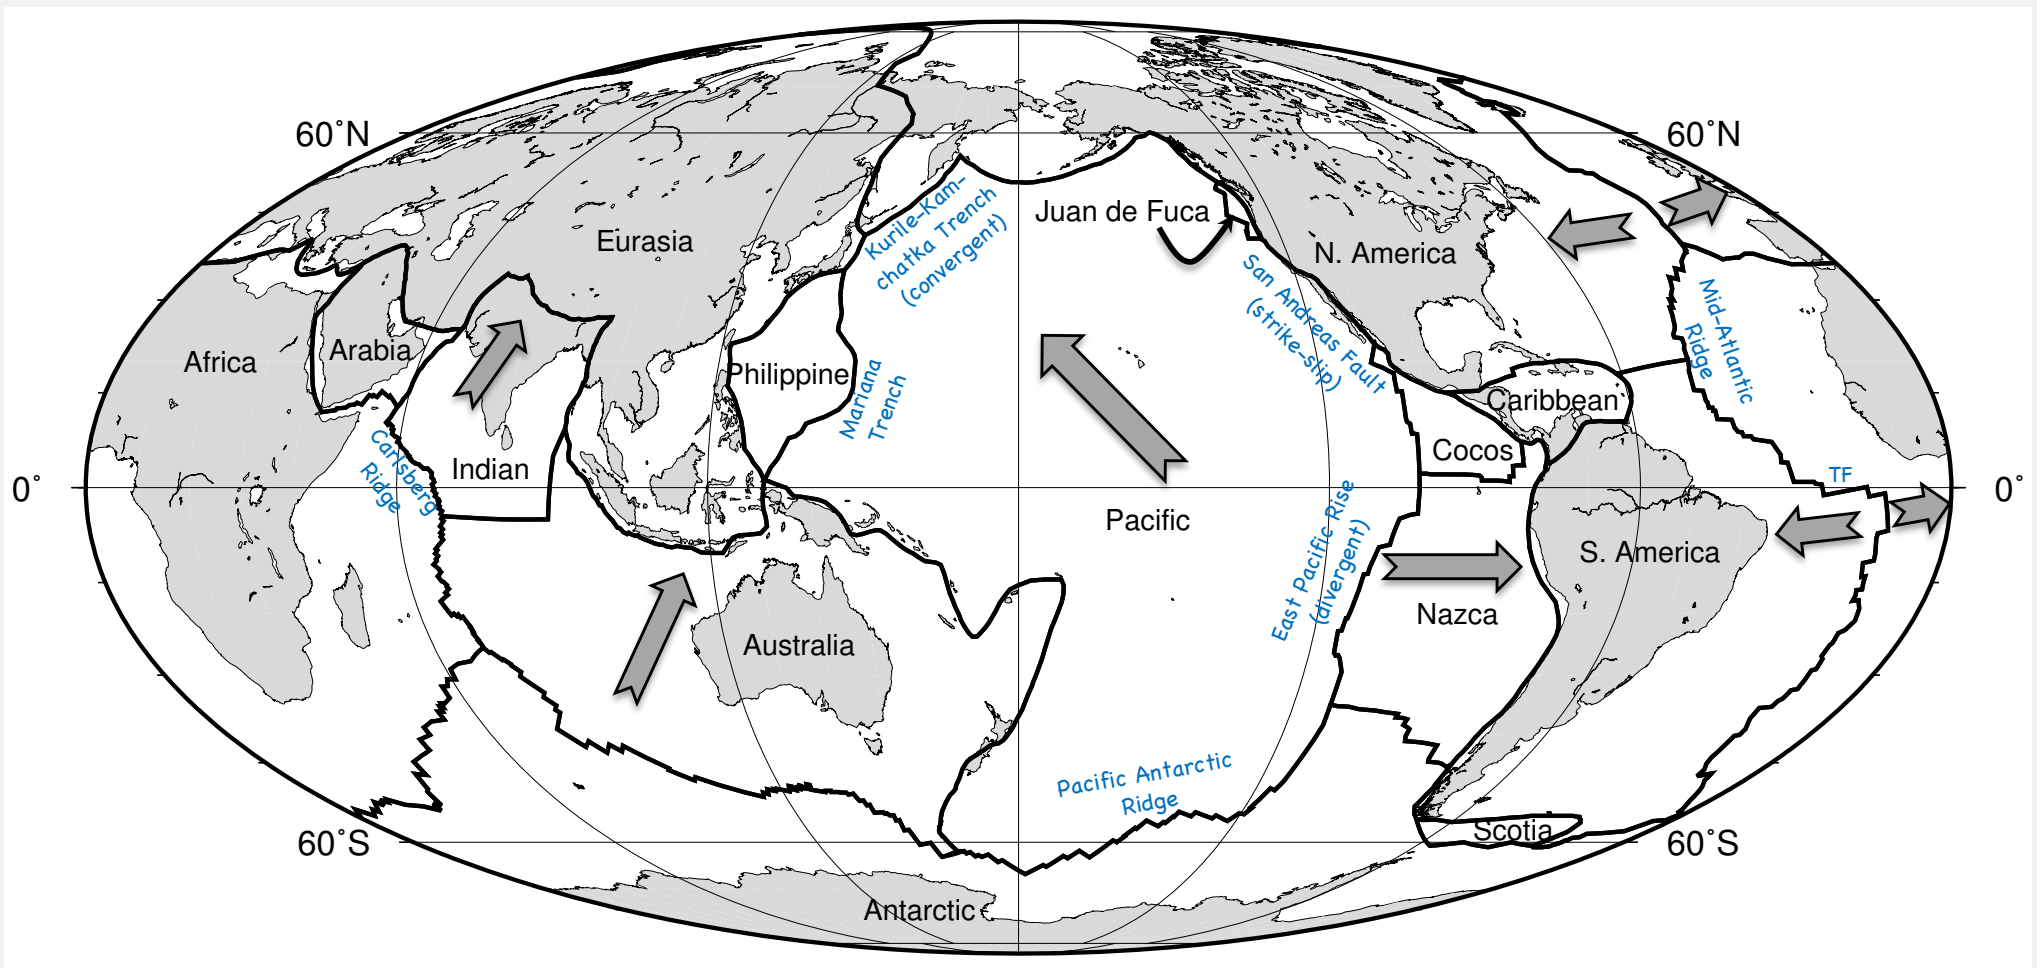 60°N
60°N
Kurile-Kam-
chatka Trench
(convergent)
Juan de Fuca
Eurasia
N. America
San Andreas Fault
(strike-slip)
Mid-Atlantic
Ridge
Africa
Arabia
Philippine
Mariana
Trench
Caribbean
Carlsberg
Ridge
Indian
Cocos
TF
0°
0°
Pacific
East Pacific Rise
(divergent)
S. America
Nazca
Australia
Pacific Antarctic
Ridge
Scotia
60°S
60°S
Antarctic